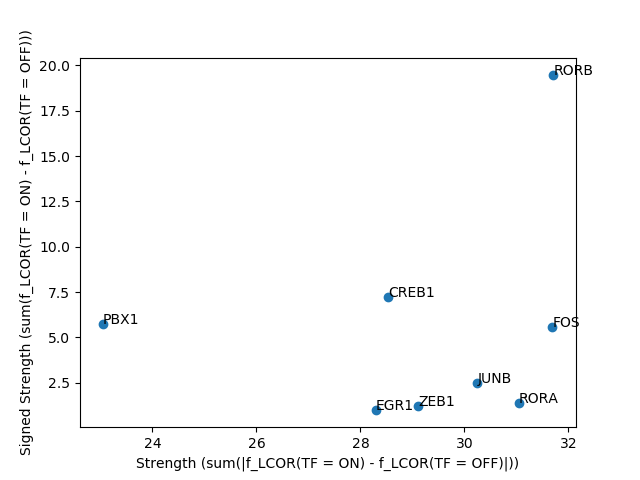 Signed Strength (sum(f_LCOR(TF = ON) - f_LCOR(TF = OFF)))
20.0
17.5
15.0
12.5
10.0
7.5
5.0
2.5
RORB
CREB1
PBX1
FOS
JUNB
RORA
ZEB1
EGR1
24 26 28 30 32
Strength (sum(|f_LCOR(TF = ON) - f_LCOR(TF = OFF)|))